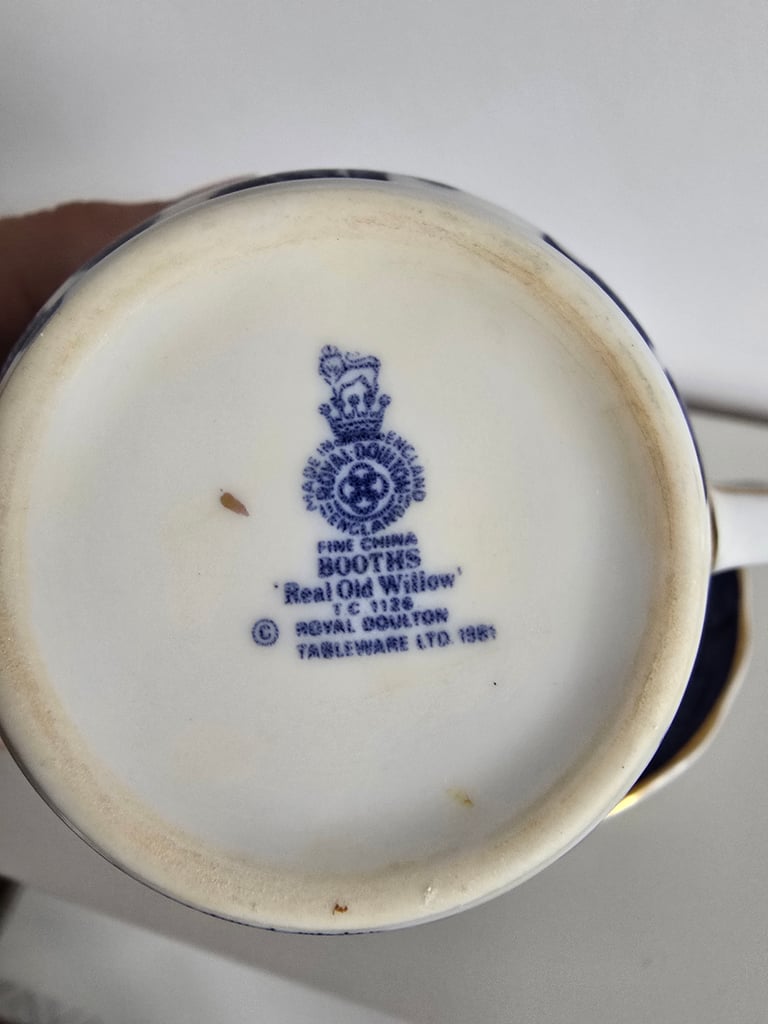 MADE IN ENGLAND
ROYAL DOULTON
ENGLAND
FINE CHINA
BOOTHS
'Real Old Willow'
T C 1126
© ROYAL DOULTON
TABLEWARE LTD. 1981